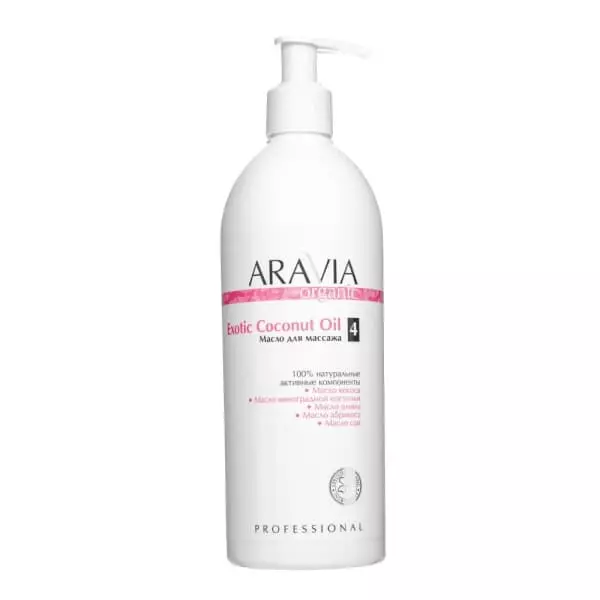 ARAVIA
organic
Exotic Coconut Oil 4
Масло для массажа
100% натуральные
активные компоненты
• Масло кокоса
• Масло виноградной косточки
• Масло оливы
• Масло абрикоса
• Масло сои
PROFESSIONAL